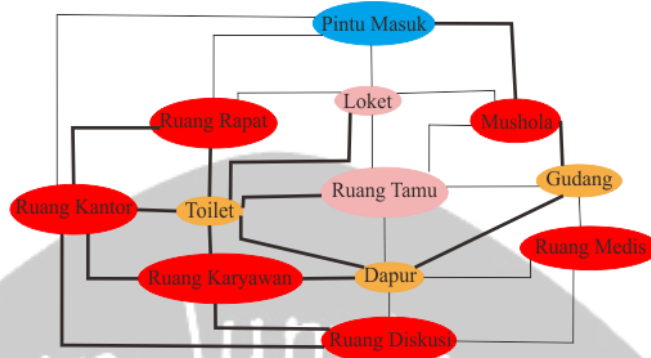 Pintu Masuk
Loket
Ruang Rapat
Mushola
Ruang Tamu
Gudang
Ruang Kantor
Toilet
Ruang Medis
Ruang Karyawan
Dapur
Ruang Diskusi